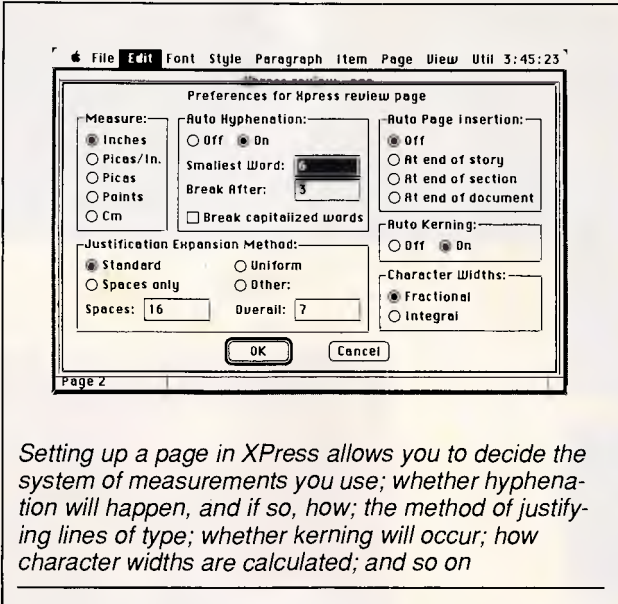 File Edit Font Style Paragraph Item Page View Util 3:45:23
Preferences for Xpress review page
Measure:
Inches
Picas/In.
Picas
Points
Cm
Auto Hyphenation:
Off On
Smallest Word: 6
Break After: 3
Break capitalized words
Auto Page Insertion:
Off
At end of story
At end of section
At end of document
Auto Kerning:
Off On
Justification Expansion Method:
Standard Uniform
Spaces only Other:
Spaces: 16 Overall: 7
Character Widths:
Fractional
Integral
OK Cancel
Page 2
Setting up a page in XPress allows you to decide the
system of measurements you use; whether hyphena-
tion will happen, and if so, how; the method of justify-
ing lines of type; whether kerning will occur; how
character widths are calculated; and so on